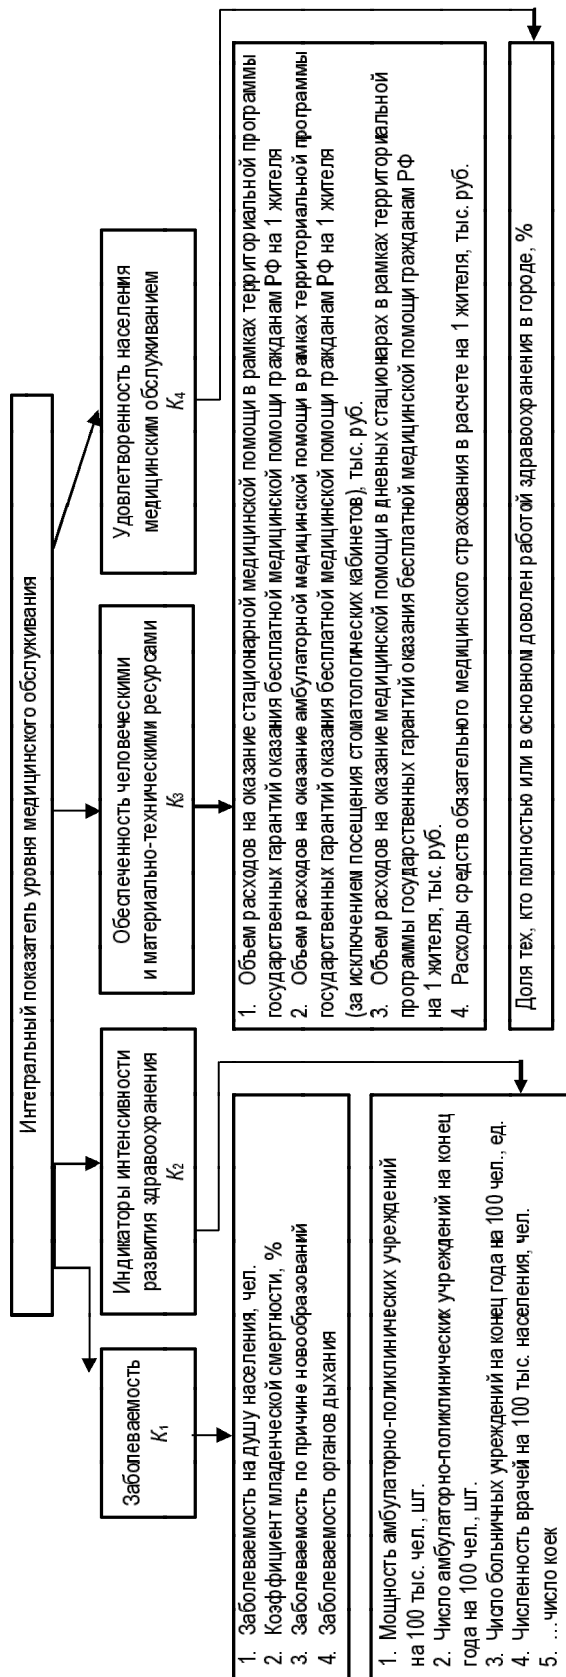 Интегральный показатель уровня медицинского обслуживания
Заболеваемость
K1
Индикаторы интенсивности
развития здравоохранения
K2
Обеспеченность человеческими
и материально-техническими ресурсами
K3
Удовлетворенность населения
медицинским обслуживанием
K4
1. Заболеваемость на душу населения, чел.
2. Коэффициент младенческой смертности, %
3. Заболеваемость по причине новообразований
4. Заболеваемость органов дыхания
1. Мощность амбулаторно-поликлинических учреждений
на 100 тыс. чел., шт.
2. Число амбулаторно-поликлинических учреждений на конец
года на 100 чел., шт.
3. Число больничных учреждений на конец года на 100 чел., ед.
4. Численность врачей на 100 тыс. населения, чел.
5. …число коек
1. Объем расходов на оказание стационарной медицинской помощи в рамках территориальной программы
государственных гарантий оказания бесплатной медицинской помощи гражданам РФ на 1 жителя
2. Объем расходов на оказание амбулаторной медицинской помощи в рамках территориальной программы
государственных гарантий оказания бесплатной медицинской помощи гражданам РФ на 1 жителя
(за исключением посещения стоматологических кабинетов), тыс. руб.
3. Объем расходов на оказание медицинской помощи в дневных стационарах в рамках территориальной
программы государственных гарантий оказания бесплатной медицинской помощи гражданам РФ
на 1 жителя, тыс. руб.
4. Расходы средств обязательного медицинского страхования в расчете на 1 жителя, тыс. руб.
Доля тех, кто полностью или в основном доволен работой здравоохранения в городе, %